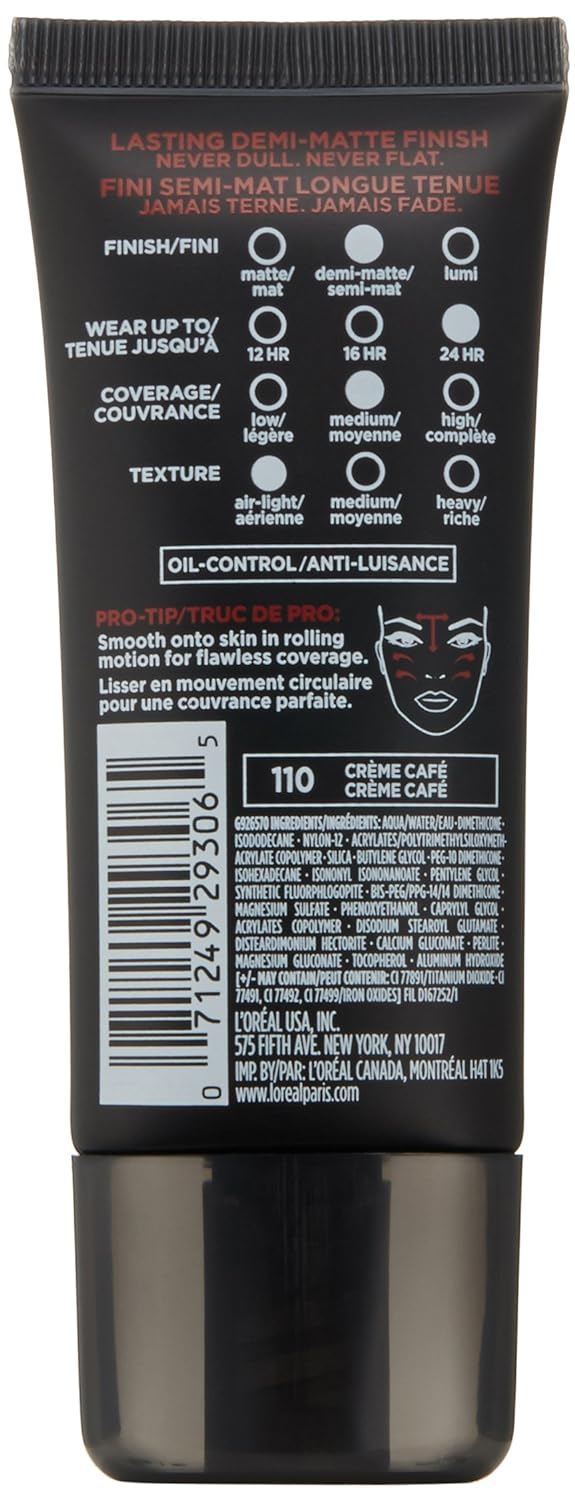 LASTING DEMI-MATTE FINISH
NEVER DULL. NEVER FLAT.
FINI SEMI-MAT LONGUE TENUE
JAMAIS TERNE. JAMAIS FADE.
FINISH/FINI
matte/ demi-matte/ lumi
mat semi-mat
WEAR UP TO/
TENUE JUSQU'À
12 HR 16 HR 24 HR
COVERAGE/
COUVRANCE
low/ medium/ high/
légère moyenne complète
TEXTURE
air-light/ medium/ heavy/
aérienne moyenne riche
OIL-CONTROL/ANTI-LUISANCE
PRO-TIP/TRUC DE PRO:
Smooth onto skin in rolling
motion for flawless coverage.
Lisser en mouvement circulaire
pour une couvrance parfaite.
0 71249 29306 5
110 CRÈME CAFÉ
CRÈME CAFÉ
G926570 INGREDIENTS/INGRÉDIENTS: AQUA/WATER/EAU • DIMETHICONE •
ISODODECANE • NYLON-12 • ACRYLATES/POLYTRIMETHYLSILOXYMETH-
ACRYLATE COPOLYMER • SILICA • BUTYLENE GLYCOL • PEG-10 DIMETHICONE •
ISOHEXADECANE • ISONONYL ISONONANOATE • PENTYLENE GLYCOL •
SYNTHETIC FLUORPHLOGOPITE • BIS-PEG/PPG-14/14 DIMETHICONE •
MAGNESIUM SULFATE • PHENOXYETHANOL • CAPRYLYL GLYCOL •
ACRYLATES COPOLYMER • DISODIUM STEAROYL GLUTAMATE •
DISTEARDIMONIUM HECTORITE • CALCIUM GLUCONATE • PERLITE •
MAGNESIUM GLUCONATE • TOCOPHEROL • ALUMINUM HYDROXIDE
[+/- MAY CONTAIN/PEUT CONTENIR: CI 77891/TITANIUM DIOXIDE • CI
77491, CI 77492, CI 77499/IRON OXIDES] FIL D167252/1
L'ORÉAL USA, INC.
575 FIFTH AVE. NEW YORK, NY 10017
IMP. BY/PAR: L'ORÉAL CANADA, MONTRÉAL H4T 1K5
www.lorealparis.com